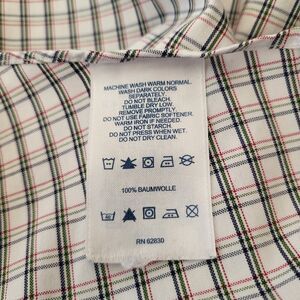 MACHINE WASH WARM NORMAL.
WASH DARK COLORS
SEPARATELY.
DO NOT BLEACH.
TUMBLE DRY LOW.
REMOVE PROMPTLY.
DO NOT USE FABRIC SOFTENER.
WARM IRON IF NEEDED.
DO NOT STARCH.
DO NOT PRESS WHEN WET.
DO NOT DRY CLEAN.
100% BAUMWOLLE
RN 62830